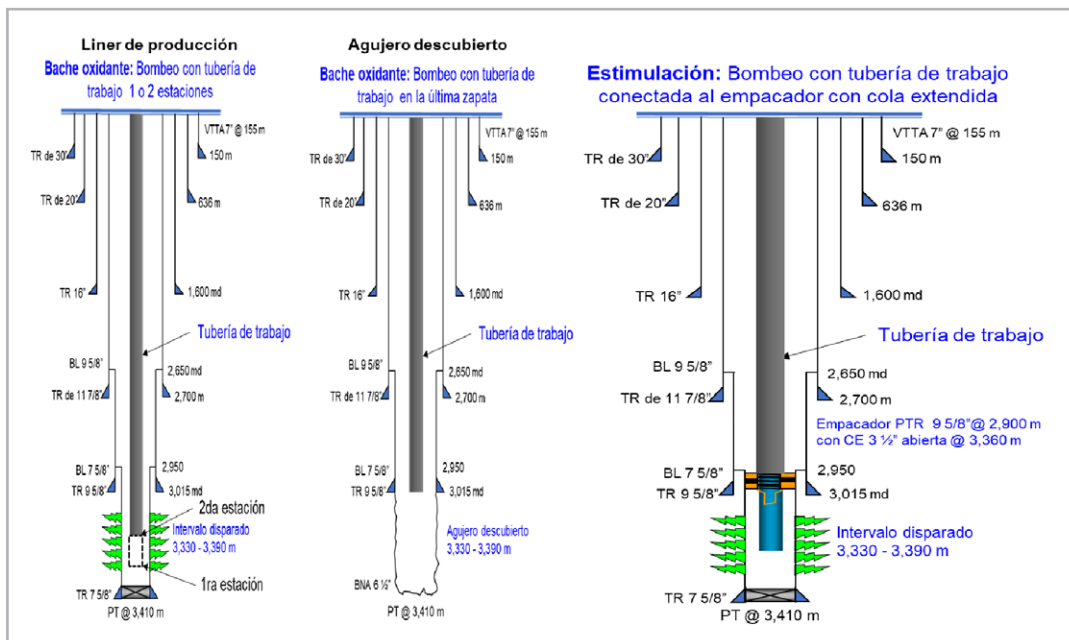 Liner de producción
Bache oxidante: Bombeo con tubería de
trabajo 1 o 2 estaciones
VTTA 7" @ 155 m
TR de 30"
150 m
TR de 20"
636 m
TR 16"
1,600 md
Tubería de trabajo
BL 9 5/8"
2,650 md
TR de 11 7/8"
2,700 m
BL 7 5/8"
2,950
TR 9 5/8"
3,015 md
2da estación
Intervalo disparado
3,330 - 3,390 m
1ra estación
TR 7 5/8"
PT @ 3,410 m
Agujero descubierto
Bache oxidante: Bombeo con tubería de
trabajo en la última zapata
VTTA 7" @ 155 m
TR de 30"
150 m
TR de 20"
636 m
TR 16"
1,600 md
Tubería de trabajo
BL 9 5/8"
2,650 md
TR de 11 7/8"
2,700 m
BL 7 5/8"
2,950
TR 9 5/8"
3,015 md
Agujero descubierto
3,330 - 3,390 m
BNA 6 ½"
PT @ 3,410 m
Estimulación: Bombeo con tubería de trabajo
conectada al empacador con cola extendida
VTTA 7" @ 155 m
TR de 30"
150 m
TR de 20"
636 m
TR 16"
1,600 md
Tubería de trabajo
BL 9 5/8"
2,650 md
TR de 11 7/8"
2,700 m
Empacador PTR 9 5/8"@ 2,900 m
con CE 3 ½" abierta @ 3,360 m
BL 7 5/8"
2,950
TR 9 5/8"
3,015 md
Intervalo disparado
3,330 - 3,390 m
TR 7 5/8"
PT @ 3,410 m